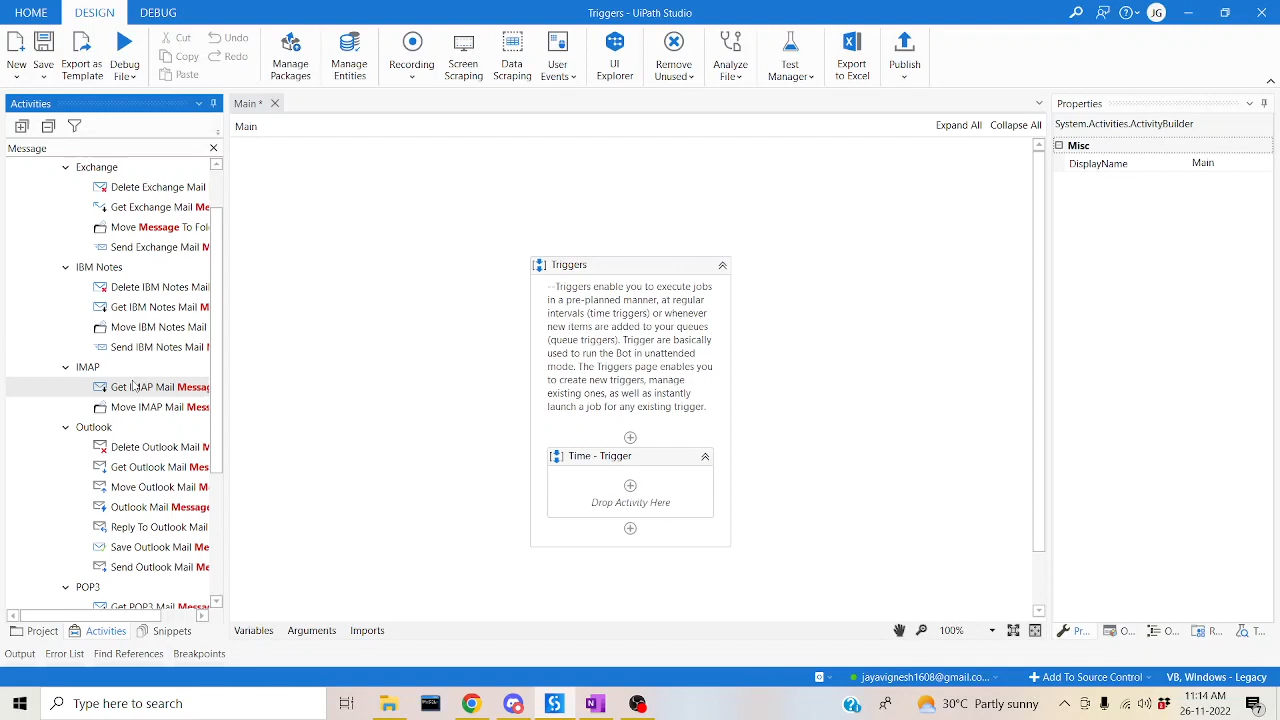 HOME DESIGN DEBUG
Triggers - UiPath Studio
JG
New Save Export as Template Debug File
Cut
Copy
Paste
Undo
Redo
Manage Packages
Manage Entities
Recording
Screen Scraping
Data Scraping
User Events
UI Explorer
Remove Unused
Analyze File
Test Manager
Export to Excel
Publish
Activities
Message
Exchange
Delete Exchange Mail
Get Exchange Mail Me
Move Message To Fol
Send Exchange Mail M
IBM Notes
Delete IBM Notes Mail
Get IBM Notes Mail M
Move IBM Notes Mail
Send IBM Notes Mail
IMAP
Get IMAP Mail Messag
Move IMAP Mail Mess
Outlook
Delete Outlook Mail M
Get Outlook Mail Mes
Move Outlook Mail M
Outlook Mail Message
Reply To Outlook Mail
Save Outlook Mail Me
Send Outlook Mail Me
POP3
Get POP3 Mail Messa
Project Activities Snippets
Main *
Main
Expand All Collapse All
Triggers
--Triggers enable you to execute jobs
in a pre-planned manner, at regular
intervals (time triggers) or whenever
new items are added to your queues
(queue triggers). Trigger are basically
used to run the Bot in unattended
mode. The Triggers page enables you
to create new triggers, manage
existing ones, as well as instantly
launch a job for any existing trigger.
Time - Trigger
Drop Activity Here
Variables Arguments Imports
100%
Properties
System.Activities.ActivityBuilder
Misc
DisplayName Main
Pr... O... O... R... T...
Output Error List Find References Breakpoints
jayavignesh1608@gmail.co...
Add To Source Control
VB, Windows - Legacy
Type here to search
30°C Partly sunny
11:14 AM
26-11-2022
7